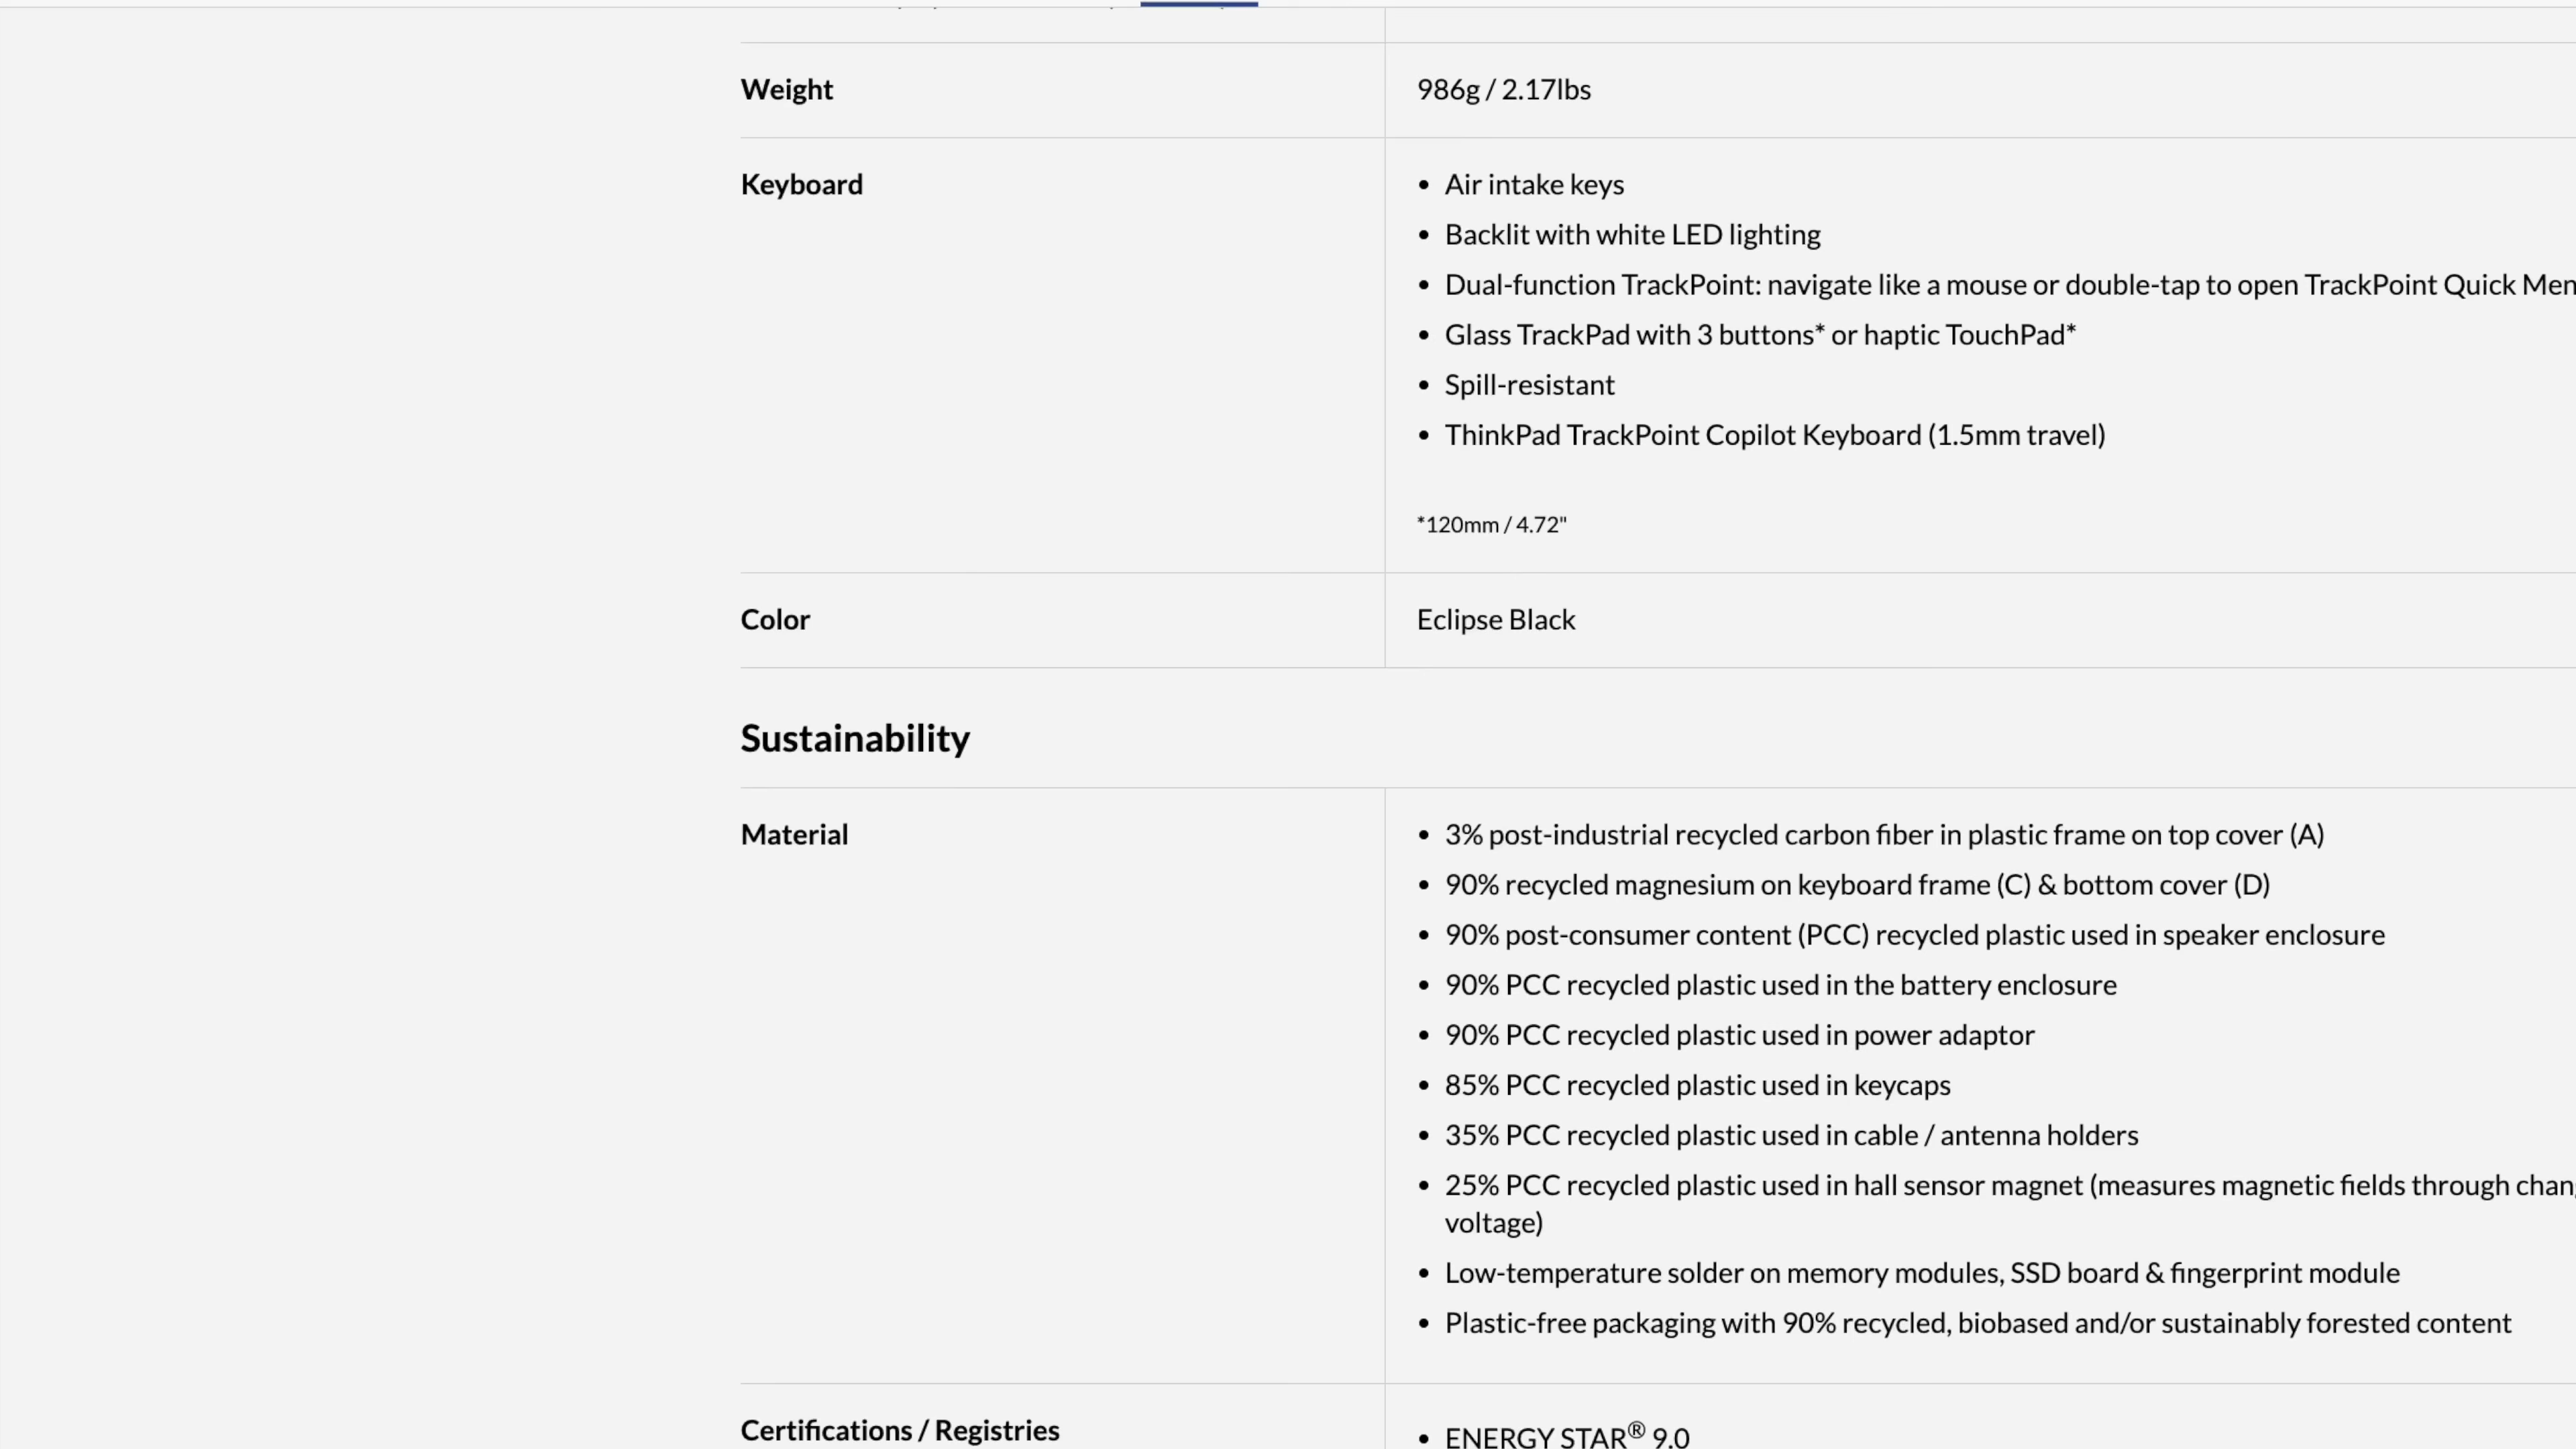 Weight
986g / 2.17lbs
Keyboard
• Air intake keys
• Backlit with white LED lighting
• Dual-function TrackPoint: navigate like a mouse or double-tap to open TrackPoint Quick Men
• Glass TrackPad with 3 buttons* or haptic TouchPad*
• Spill-resistant
• ThinkPad TrackPoint Copilot Keyboard (1.5mm travel)
*120mm / 4.72"
Color
Eclipse Black
Sustainability
Material
• 3% post-industrial recycled carbon fiber in plastic frame on top cover (A)
• 90% recycled magnesium on keyboard frame (C) & bottom cover (D)
• 90% post-consumer content (PCC) recycled plastic used in speaker enclosure
• 90% PCC recycled plastic used in the battery enclosure
• 90% PCC recycled plastic used in power adaptor
• 85% PCC recycled plastic used in keycaps
• 35% PCC recycled plastic used in cable / antenna holders
• 25% PCC recycled plastic used in hall sensor magnet (measures magnetic fields through chan
voltage)
• Low-temperature solder on memory modules, SSD board & fingerprint module
• Plastic-free packaging with 90% recycled, biobased and/or sustainably forested content
Certifications / Registries
• ENERGY STAR® 9.0